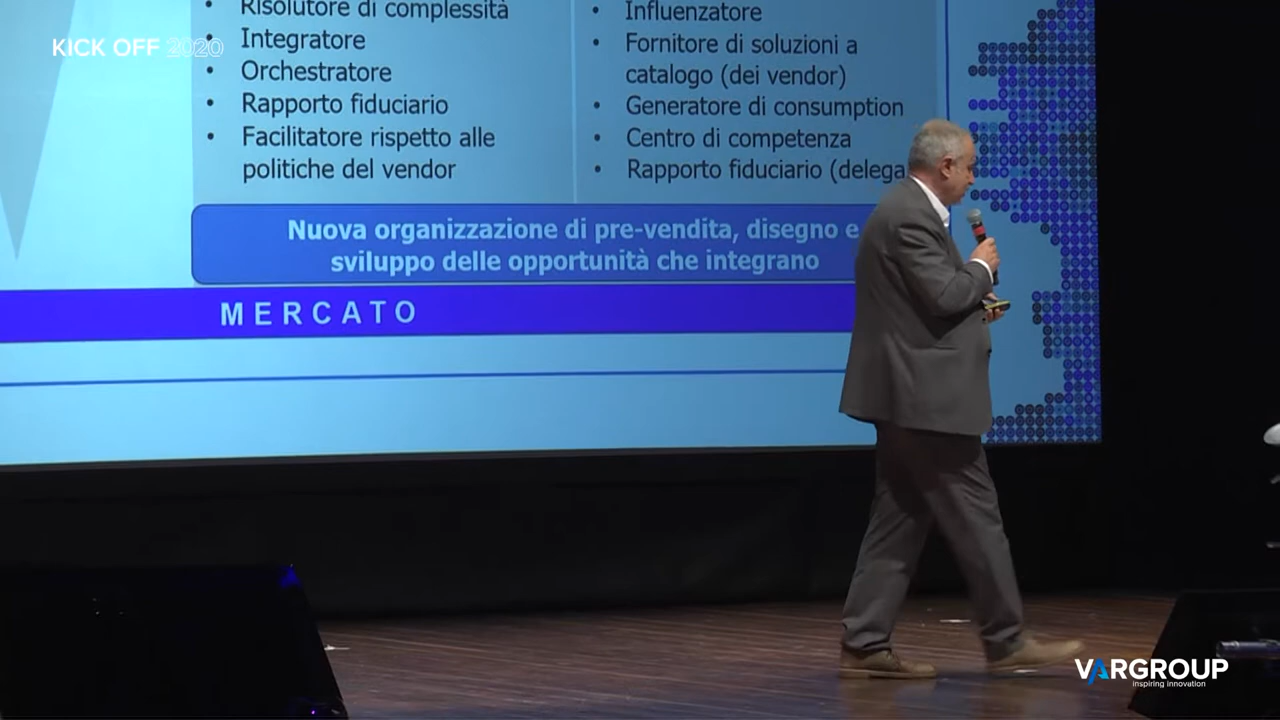 KICK OFF 2020
• Risolutore di complessità
• Integratore
• Orchestratore
• Rapporto fiduciario
• Facilitatore rispetto alle
politiche del vendor
• Influenzatore
• Fornitore di soluzioni a
catalogo (dei vendor)
• Generatore di consumption
• Centro di competenza
• Rapporto fiduciario (delega
Nuova organizzazione di pre-vendita, disegno e
sviluppo delle opportunità che integrano
MERCATO
VARGROUP
inspiring innovation